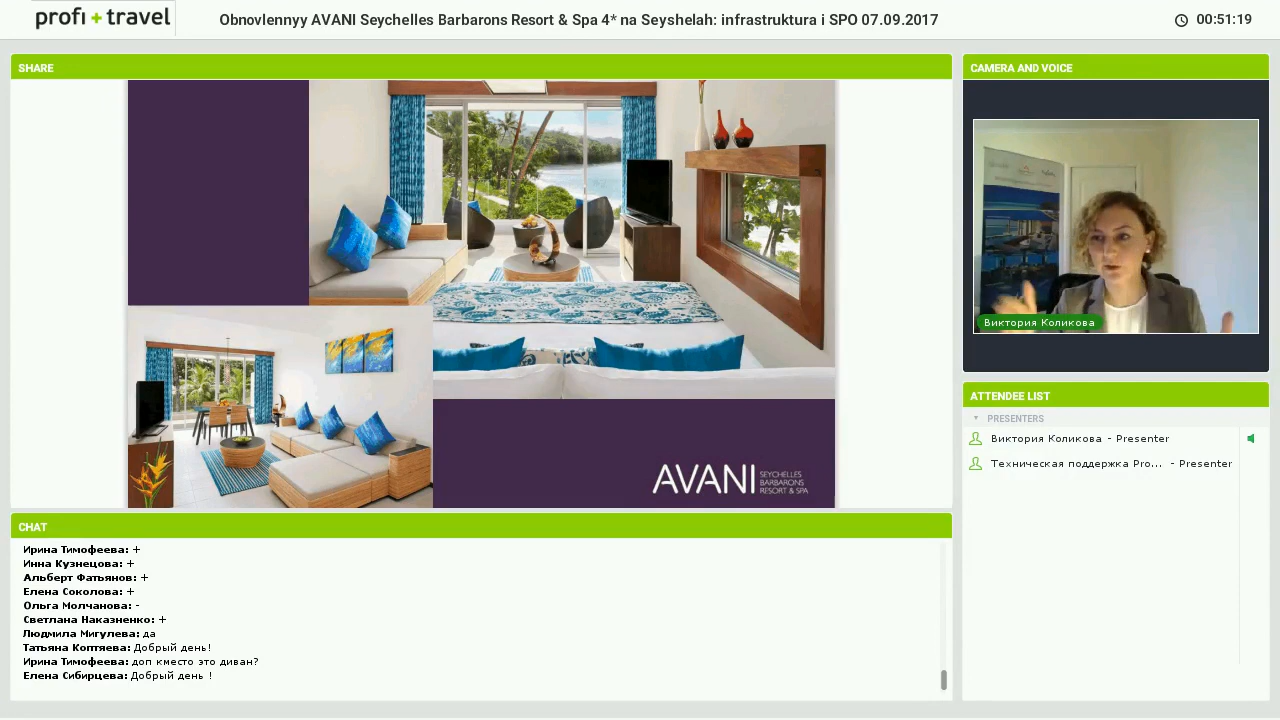 profi + travel
Obnovlennyy AVANI Seychelles Barbarons Resort & Spa 4* na Seyshelah: infrastruktura i SPO 07.09.2017
00:51:19
SHARE
AVANI SEYCHELLES
BARBARONS
RESORT & SPA
CHAT
Ирина Тимофеева: +
Инна Кузнецова: +
Альберт Фатьянов: +
Елена Соколова: +
Ольга Молчанова: -
Светлана Наказненко: +
Людмила Мигулева: да
Татьяна Коптяева: Добрый день!
Ирина Тимофеева: доп кместо это диван?
Елена Сибирцева: Добрый день !
CAMERA AND VOICE
Виктория Коликова
ATTENDEE LIST
PRESENTERS
Виктория Коликова - Presenter
Техническая поддержка Pro... - Presenter